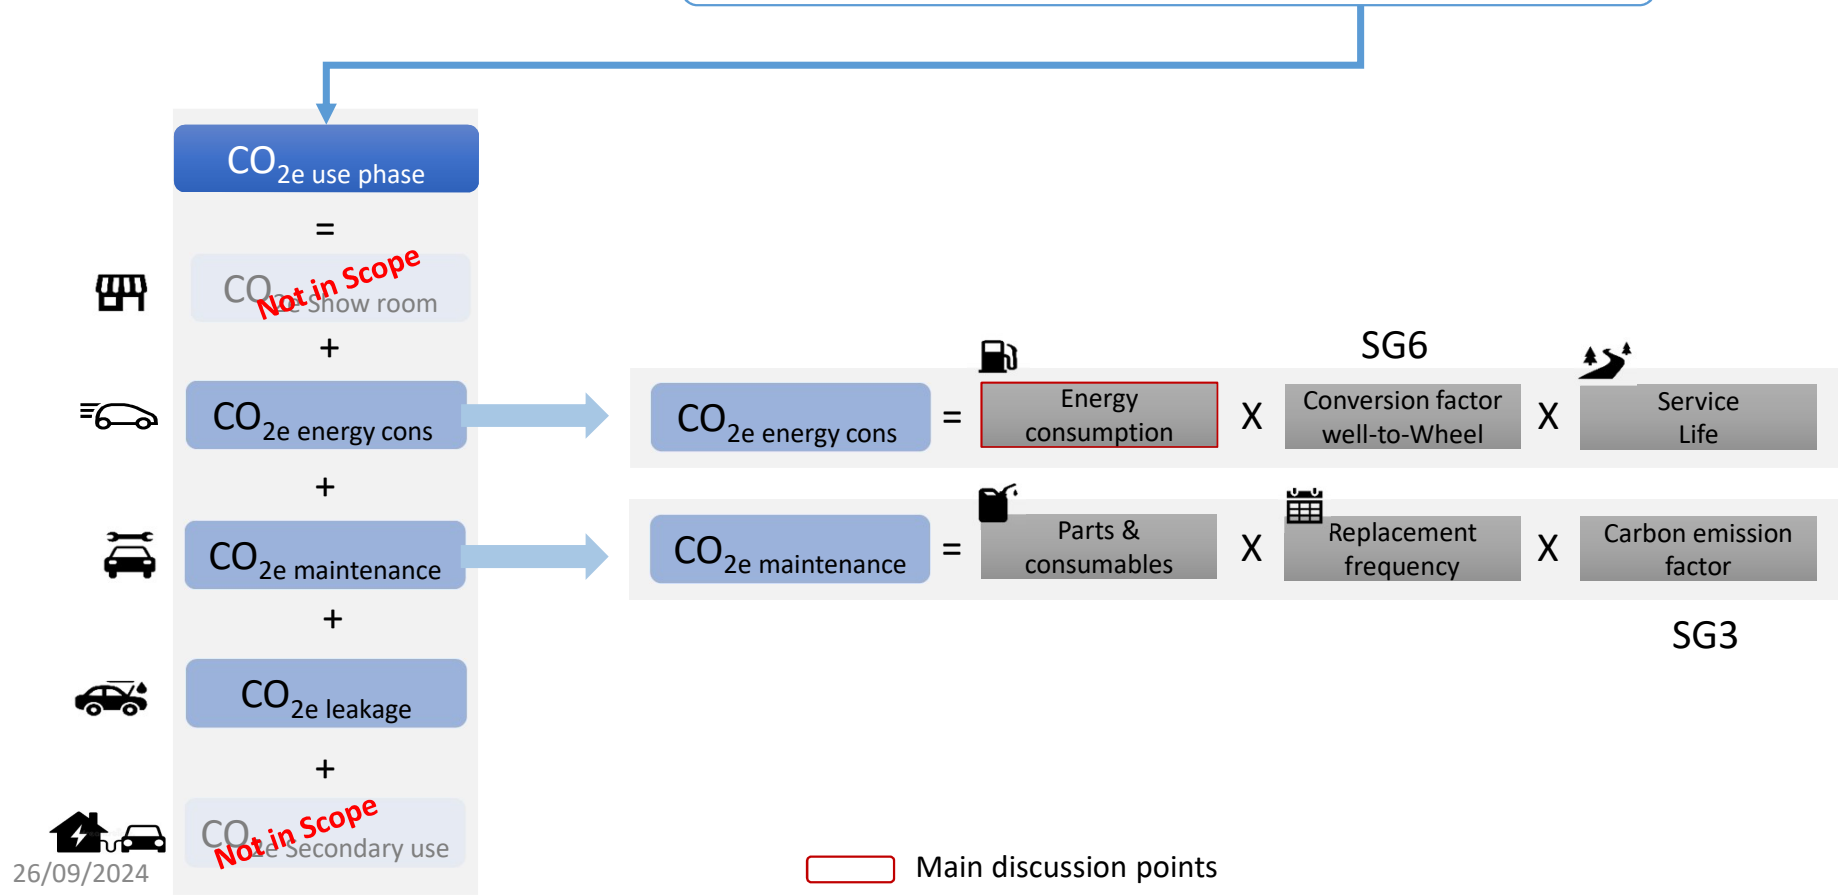 CO2e use phase
=
CO2e Show room
Not in Scope
+
CO2e energy cons
+
CO2e maintenance
+
CO2e leakage
+
CO2e Secondary use
Not in Scope
SG6
CO2e energy cons
=
Energy
consumption
X
Conversion factor
well-to-Wheel
X
Service
Life
CO2e maintenance
=
Parts &
consumables
X
Replacement
frequency
X
Carbon emission
factor
SG3
26/09/2024
Main discussion points